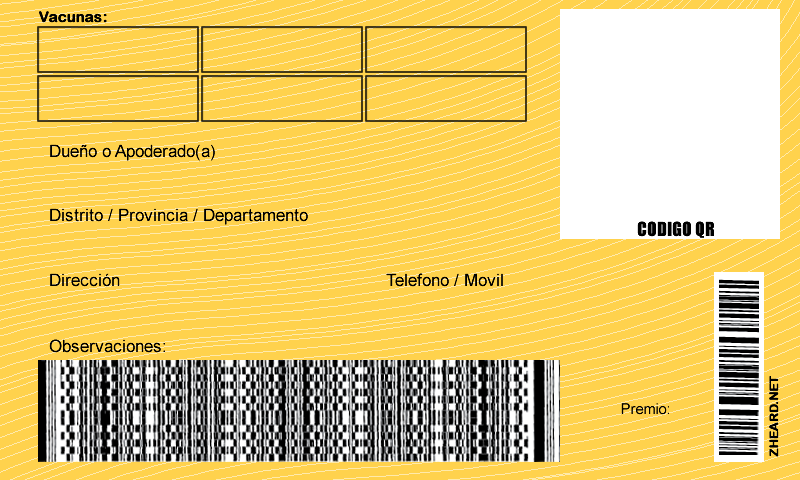 Vacunas:
Dueño o Apoderado(a)
Distrito / Provincia / Departamento
CODIGO QR
Dirección
Telefono / Movil
Observaciones:
Premio:
ZHEARD.NET